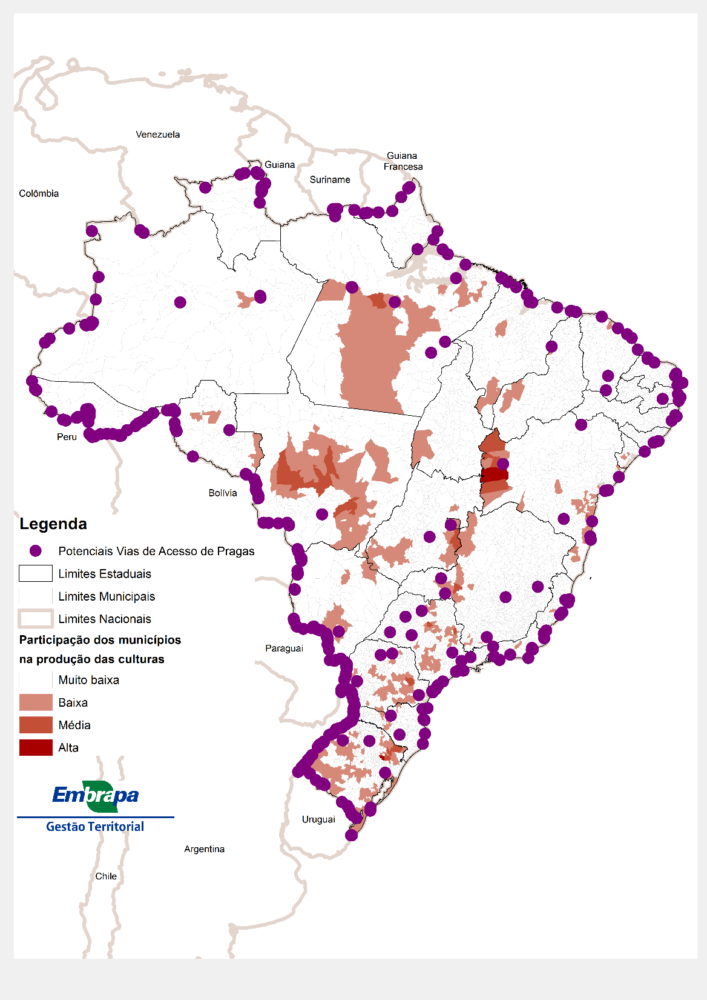 Venezuela
Guiana
Guiana
Francesa
Suriname
Colômbia
Peru
Bolívia
Legenda
Potenciais Vias de Acesso de Pragas
Limites Estaduais
Limites Municipais
Limites Nacionais
Participação dos municípios
na produção das culturas
Muito baixa
Baixa
Média
Alta
Paraguai
Embrapa
Gestão Territorial
Uruguai
Argentina
Chile